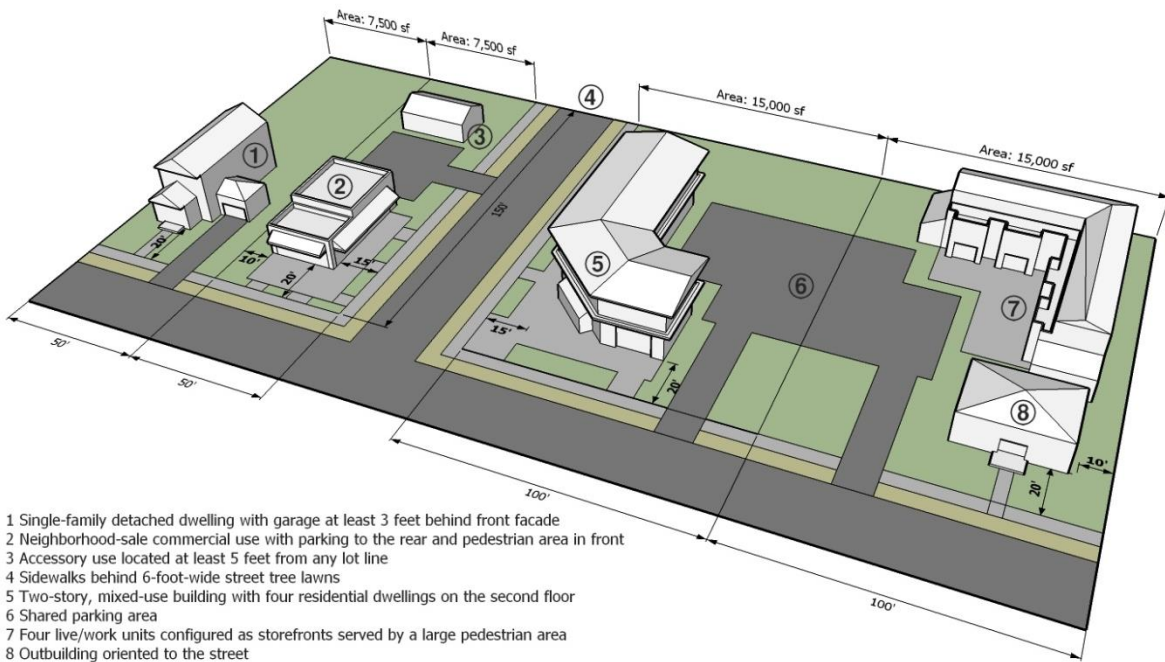 Area: 7,500 sf
Area: 7,500 sf
4
Area: 15,000 sf
Area: 15,000 sf
1
2
3
150'
20'
10'
20'
15'
5
6
7
15'
20'
8
10'
20'
50'
50'
100'
100'
1 Single-family detached dwelling with garage at least 3 feet behind front facade
2 Neighborhood-sale commercial use with parking to the rear and pedestrian area in front
3 Accessory use located at least 5 feet from any lot line
4 Sidewalks behind 6-foot-wide street tree lawns
5 Two-story, mixed-use building with four residential dwellings on the second floor
6 Shared parking area
7 Four live/work units configured as storefronts served by a large pedestrian area
8 Outbuilding oriented to the street